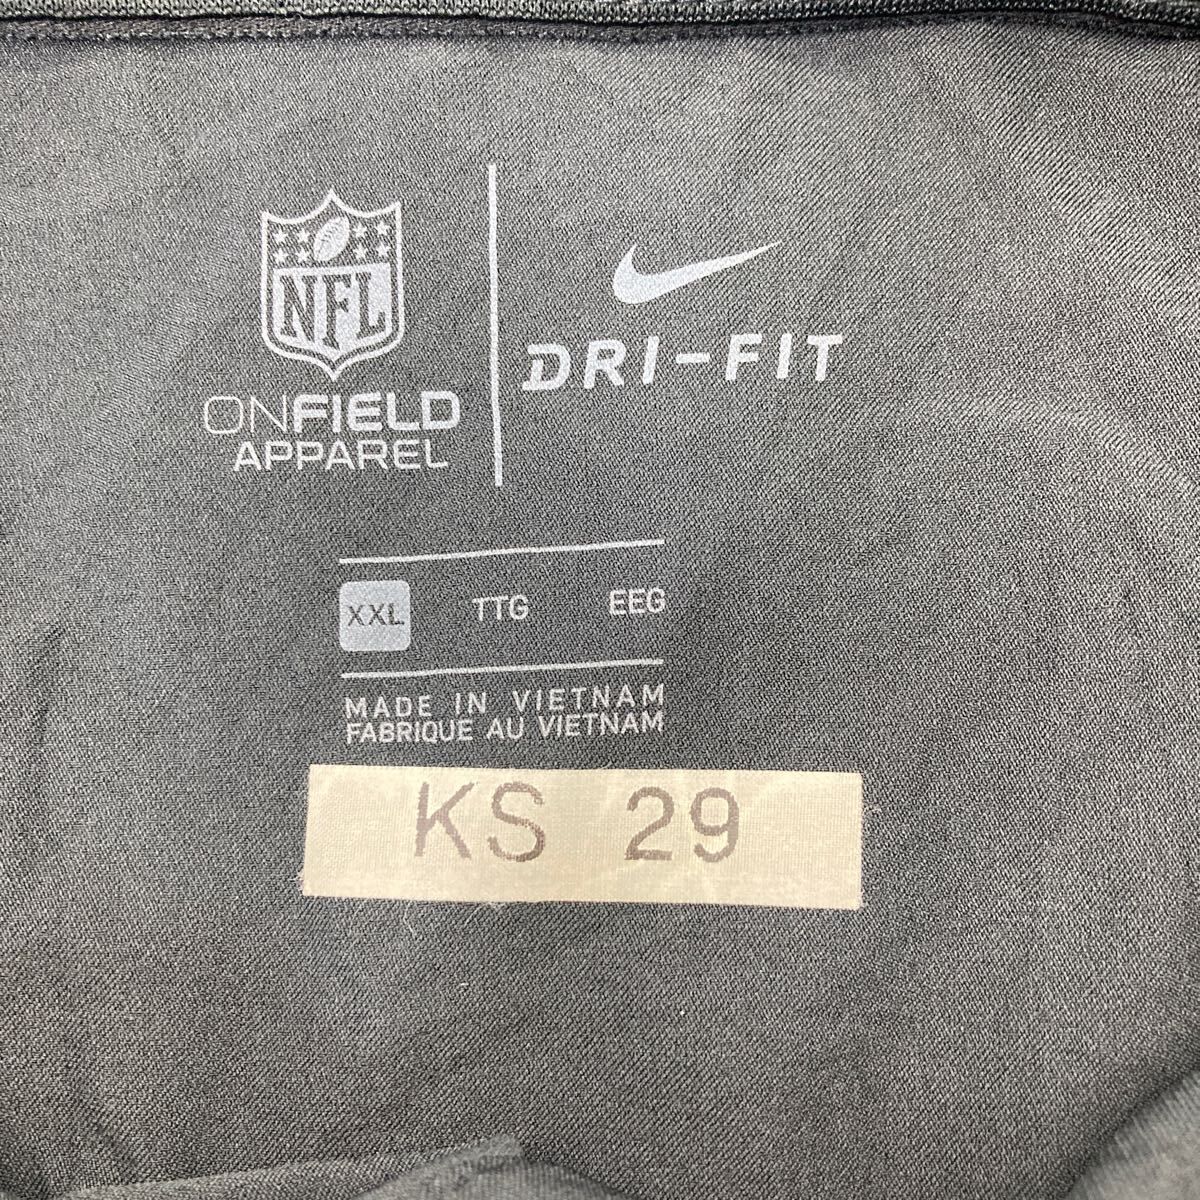 NFL
ONFIELD
APPAREL
DRI-FIT
XXL TTG EEG
MADE IN VIETNAM
FABRIQUE AU VIETNAM
KS 29